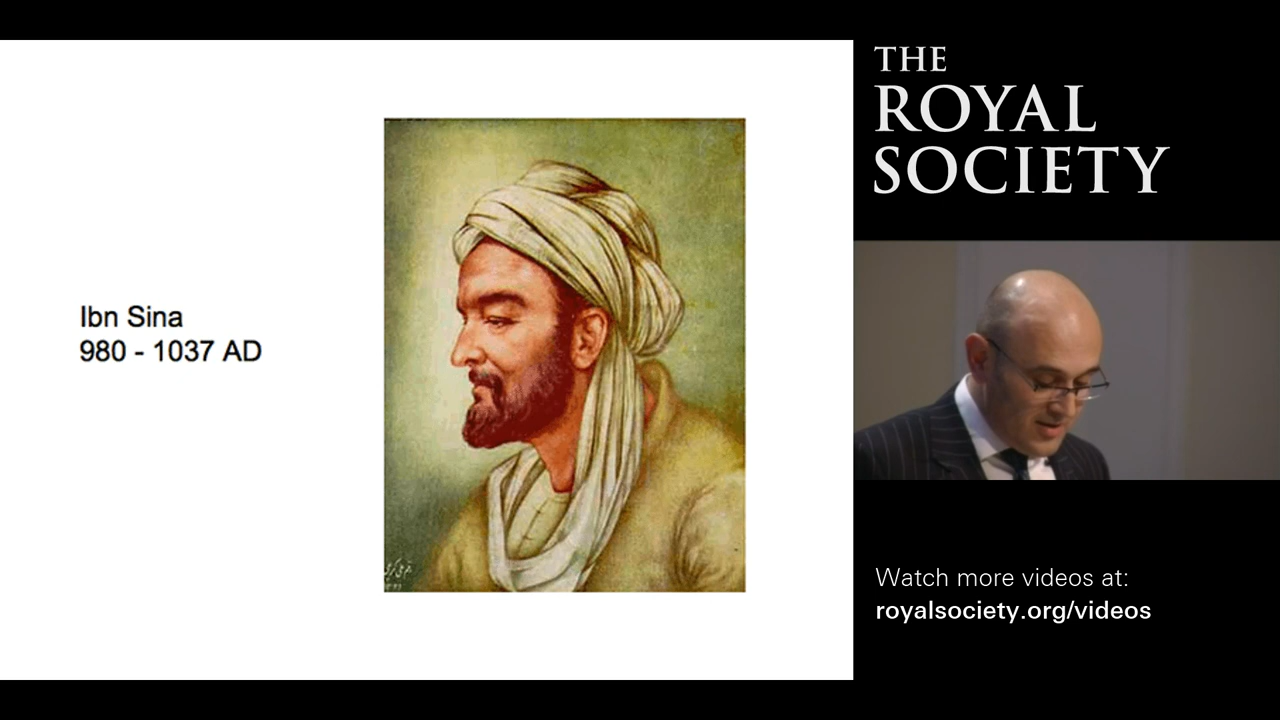 Ibn Sina
980 - 1037 AD
THE
ROYAL
SOCIETY
Watch more videos at:
royalsociety.org/videos